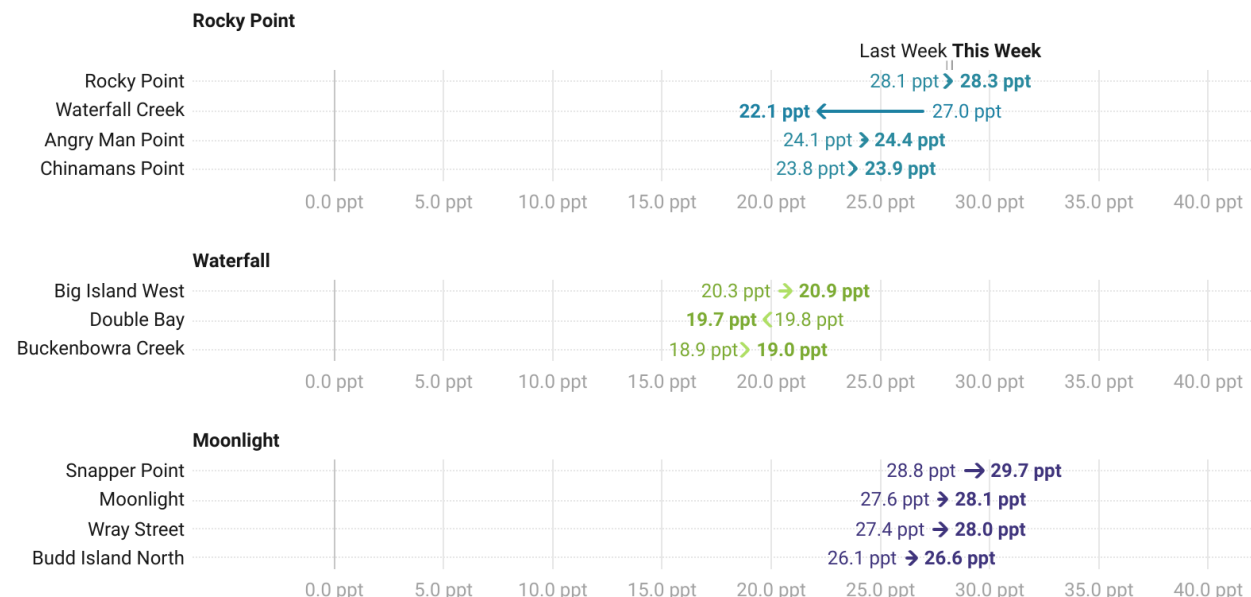 Rocky Point
Last Week This Week
Rocky Point 28.1 ppt 28.3 ppt
Waterfall Creek 22.1 ppt 27.0 ppt
Angry Man Point 24.1 ppt 24.4 ppt
Chinamans Point 23.8 ppt 23.9 ppt
0.0 ppt 5.0 ppt 10.0 ppt 15.0 ppt 20.0 ppt 25.0 ppt 30.0 ppt 35.0 ppt 40.0 ppt
Waterfall
Big Island West 20.3 ppt 20.9 ppt
Double Bay 19.7 ppt 19.8 ppt
Buckenbowra Creek 18.9 ppt 19.0 ppt
0.0 ppt 5.0 ppt 10.0 ppt 15.0 ppt 20.0 ppt 25.0 ppt 30.0 ppt 35.0 ppt 40.0 ppt
Moonlight
Snapper Point 28.8 ppt 29.7 ppt
Moonlight 27.6 ppt 28.1 ppt
Wray Street 27.4 ppt 28.0 ppt
Budd Island North 26.1 ppt 26.6 ppt
0.0 ppt 5.0 ppt 10.0 ppt 15.0 ppt 20.0 ppt 25.0 ppt 30.0 ppt 35.0 ppt 40.0 ppt